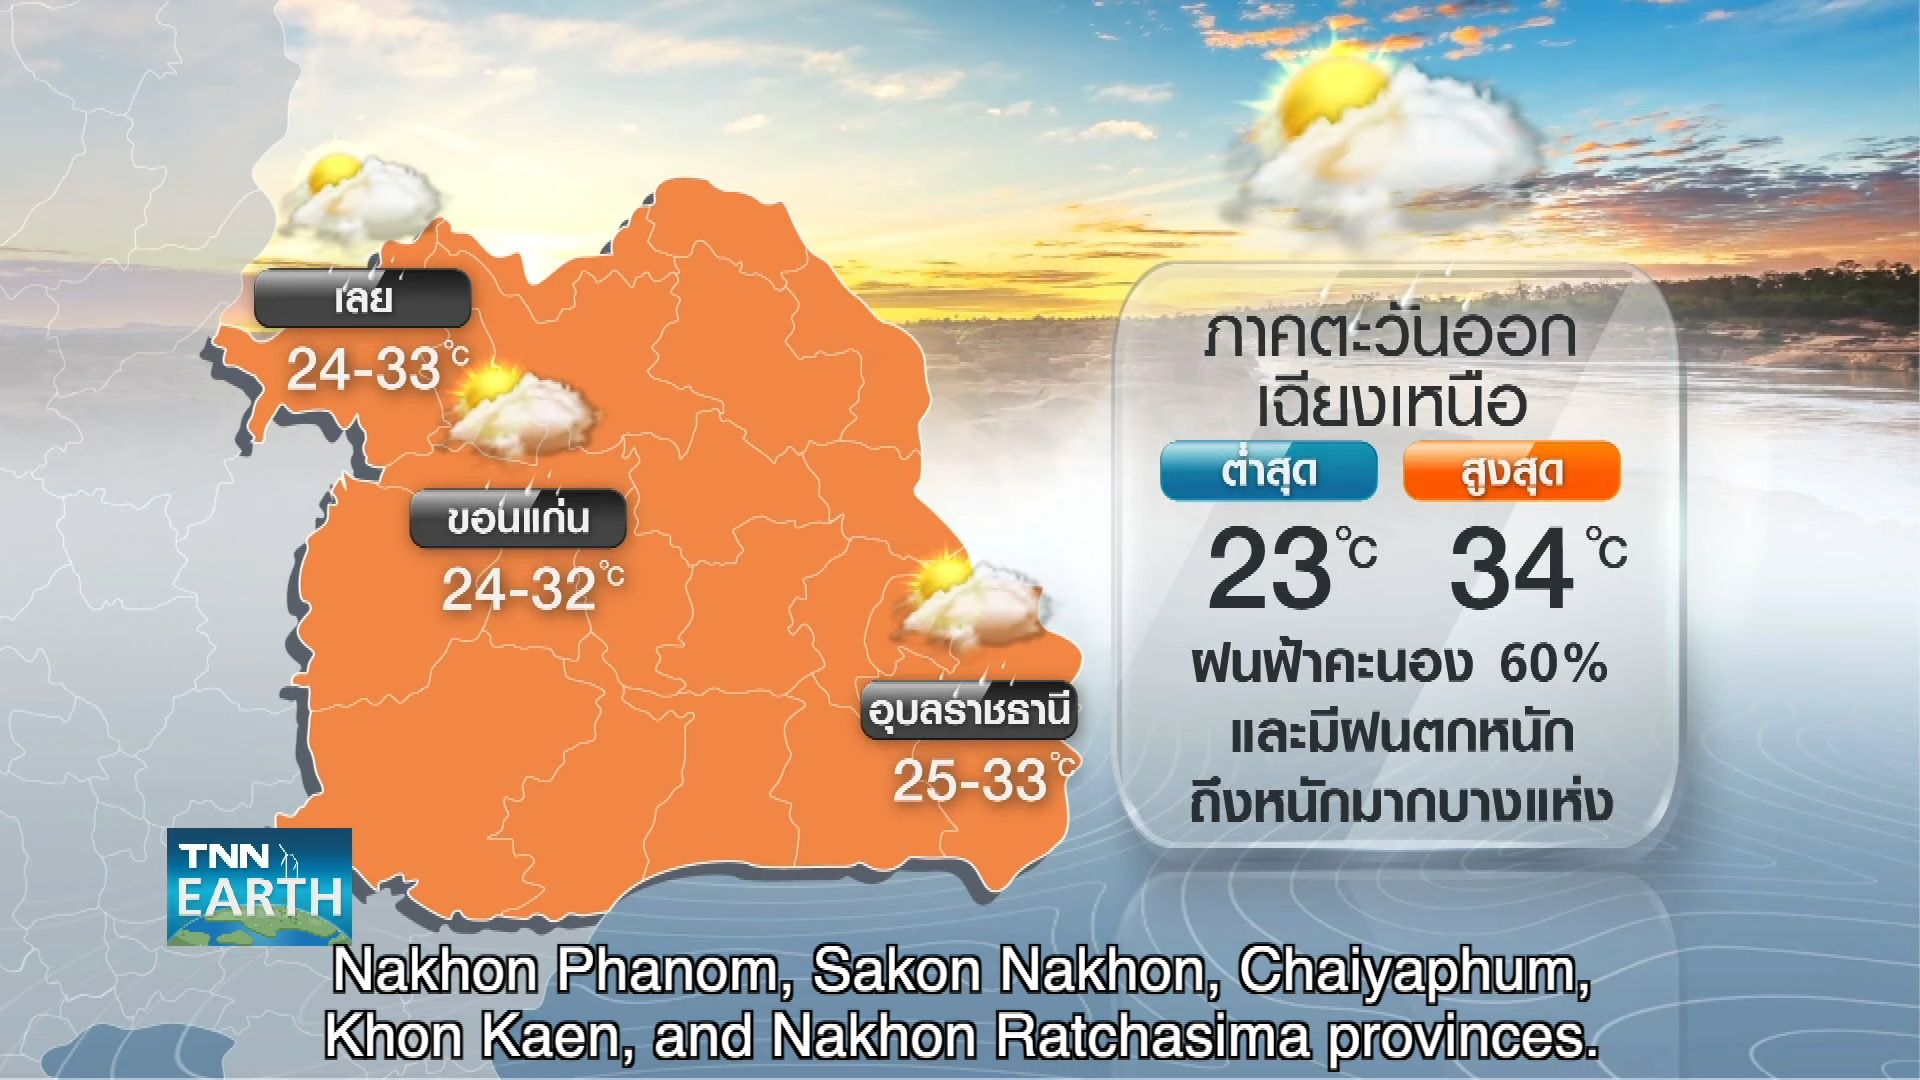 เลย
24-33°C
ขอนแก่น
24-32°C
อุบลราชธานี
25-33°C
ภาคตะวันออก
เฉียงเหนือ
ต่ำสุด สูงสุด
23°C 34°C
ฝนฟ้าคะนอง 60%
และมีฝนตกหนัก
ถึงหนักมากบางแห่ง
TNN
EARTH
Nakhon Phanom, Sakon Nakhon, Chaiyaphum,
Khon Kaen, and Nakhon Ratchasima provinces.